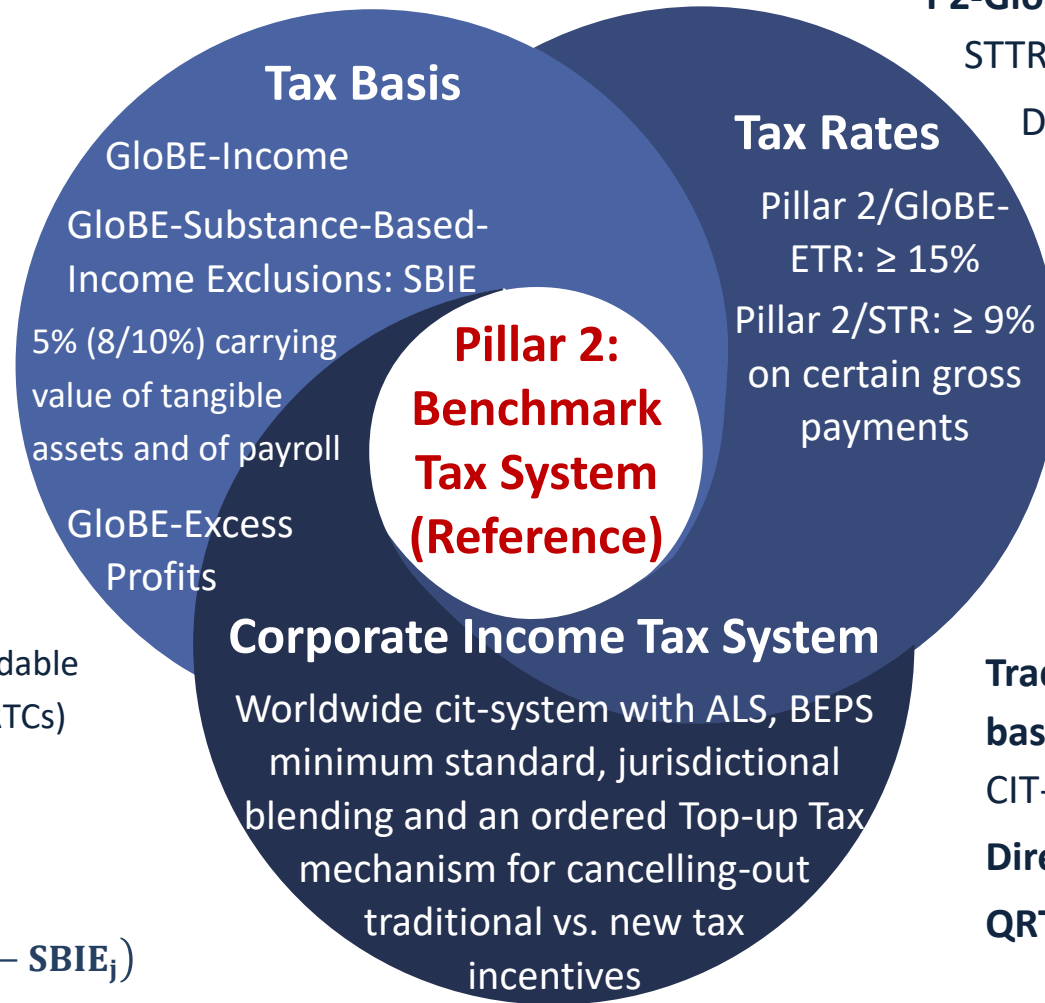 STTR
Tax Basis
GloBE-Income
GloBE-Substance-Based-
Income Exclusions: SBIE
5% (8/10%) carrying
value of tangible
assets and of payroll
GloBE-Excess
Profits
Tax Rates
Pillar 2/GloBE-
ETR: ≥ 15%
Pillar 2/STR: ≥ 9%
on certain gross
payments
Pillar 2:
Benchmark
Tax System
(Reference)
Corporate Income Tax System
Worldwide cit-system with ALS, BEPS
minimum standard, jurisdictional
blending and an ordered Top-up Tax
mechanism for cancelling-out
traditional vs. new tax
incentives
dable
TCs)
− SBIEⱼ)
Trac
bas
CIT-
Dire
QRT